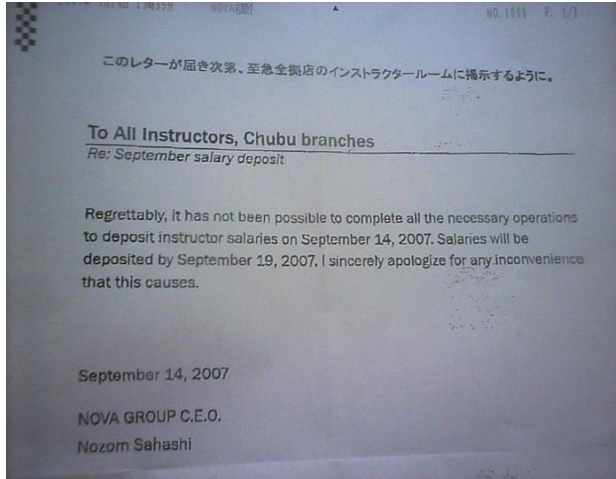 NO. P. 1/1
このレターが届き次第、至急全拠店のインストラクタールームに掲示するように。
To All Instructors, Chubu branches
Re: September salary deposit
Regrettably, it has not been possible to complete all the necessary operations
to deposit instructor salaries on September 14, 2007. Salaries will be
deposited by September 19, 2007. I sincerely apologize for any inconvenience
that this causes.
September 14, 2007
NOVA GROUP C.E.O.
Nozom Sahashi